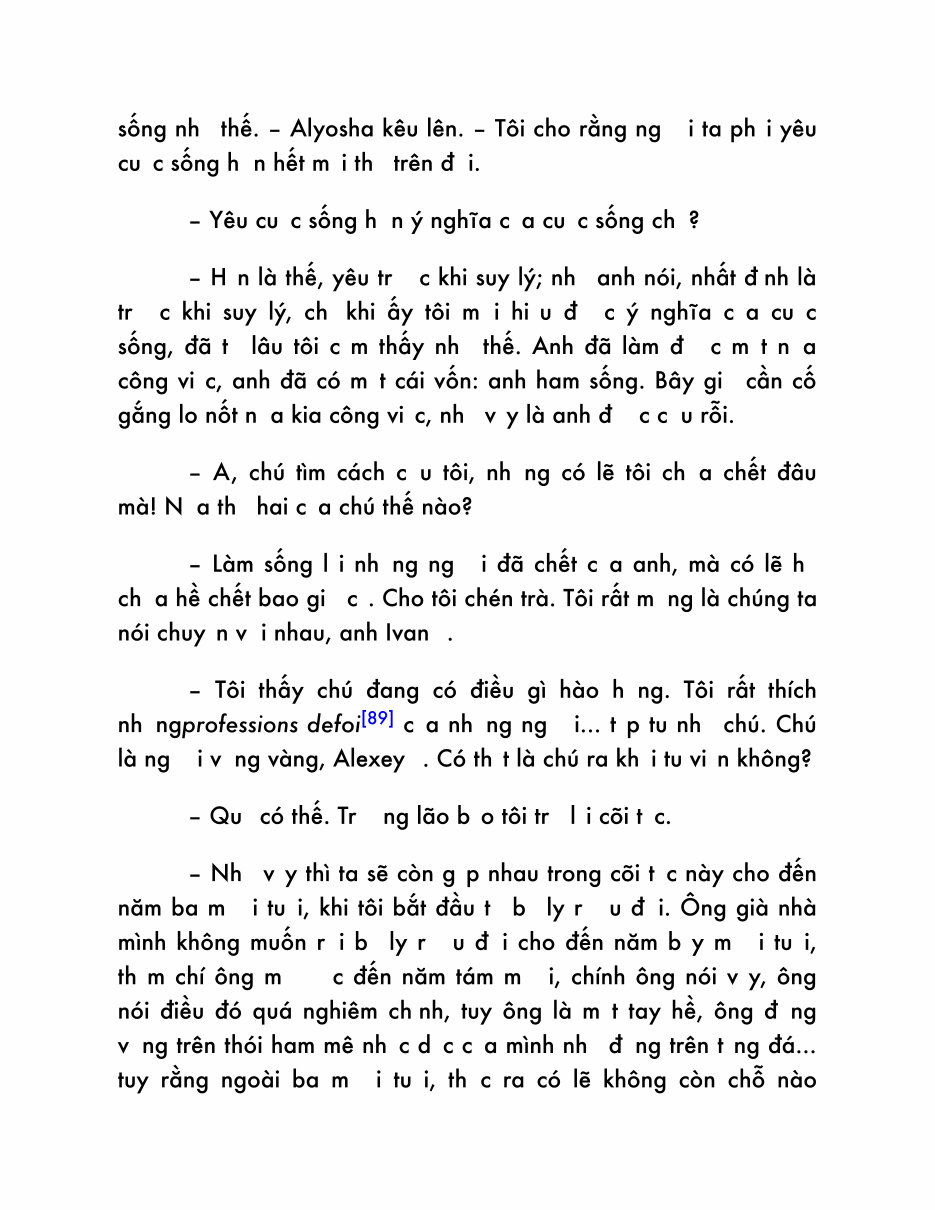 sống nh thế. – Alyosha kêu lên. – Tôi cho rằng ng i ta ph i yêu
cu c sống h n hết m i th trên đ i.
– Yêu cu c sống h n ý nghĩa c a cu c sống ch ?
– H n là thế, yêu tr c khi suy lý; nh anh nói, nhất đ nh là
tr c khi suy lý, ch khi ấy tôi m i hi u đ c ý nghĩa c a cu c
sống, đã t lâu tôi c m thấy nh thế. Anh đã làm đ c m t n a
công vi c, anh đã có m t cái vốn: anh ham sống. Bây gi cần cố
gắng lo nốt n a kia công vi c, nh v y là anh đ c c u rỗi.
– A, chú tìm cách c u tôi, nh ng có lẽ tôi ch a chết đâu
mà! N a th hai c a chú thế nào?
– Làm sống l i nh ng ng i đã chết c a anh, mà có lẽ h
ch a hề chết bao gi c . Cho tôi chén trà. Tôi rất m ng là chúng ta
nói chuy n v i nhau, anh Ivan .
– Tôi thấy chú đang có điều gì hào h ng. Tôi rất thích
nh ngprofessions defoi[89] c a nh ng ng i... t p tu nh chú. Chú
là ng i v ng vàng, Alexey . Có th t là chú ra kh i tu vi n không?
– Qu có thế. Tr ng lão b o tôi tr l i cõi t c.
– Nh v y thì ta sẽ còn g p nhau trong cõi t c này cho đến
năm ba m i tu i, khi tôi bắt đầu t b ly r u đ i. Ông già nhà
mình không muốn r i b ly r u đ i cho đến năm b y m i tu i,
th m chí ông m c đến năm tám m i, chính ông nói v y, ông
nói điều đó quá nghiêm ch nh, tuy ông là m t tay hề, ông đ ng
v ng trên thói ham mê nh c d c c a mình nh đ ng trên t ng đá...
tuy rằng ngoài ba m i tu i, th c ra có lẽ không còn chỗ nào